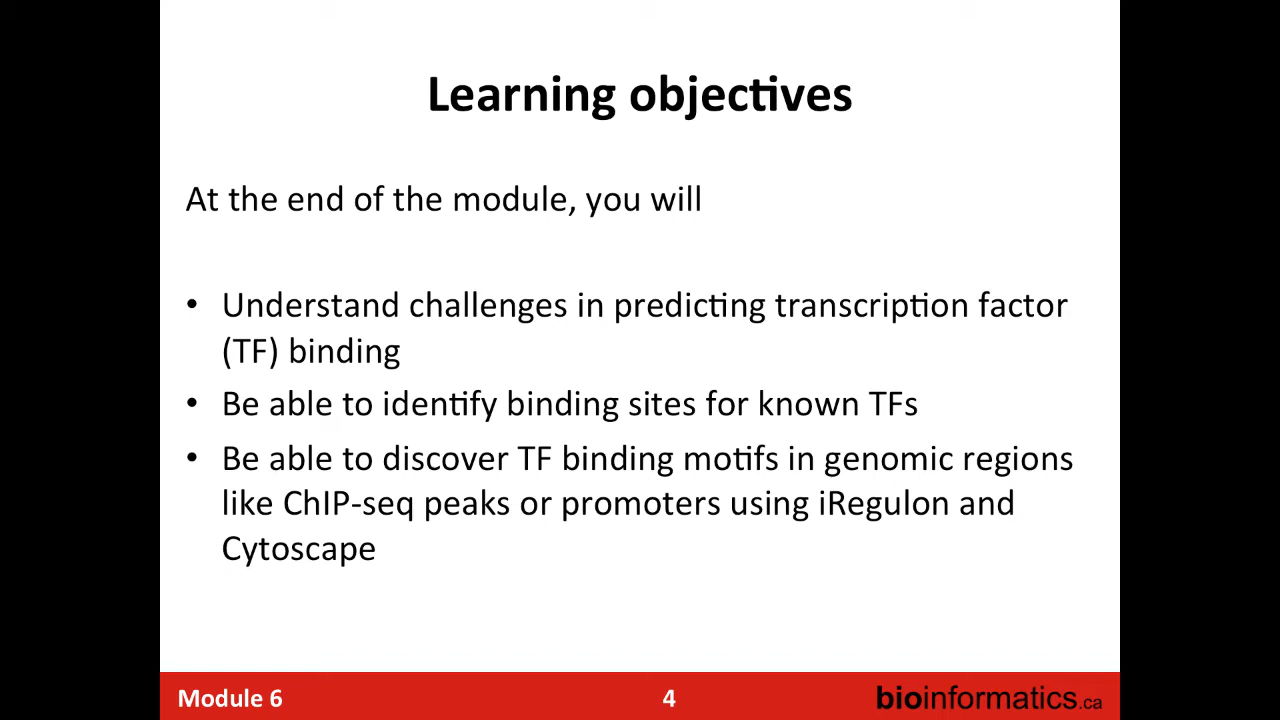 Learning objectives
At the end of the module, you will
• Understand challenges in predicting transcription factor
(TF) binding
• Be able to identify binding sites for known TFs
• Be able to discover TF binding motifs in genomic regions
like ChIP-seq peaks or promoters using iRegulon and
Cytoscape
Module 6 4 bioinformatics.ca